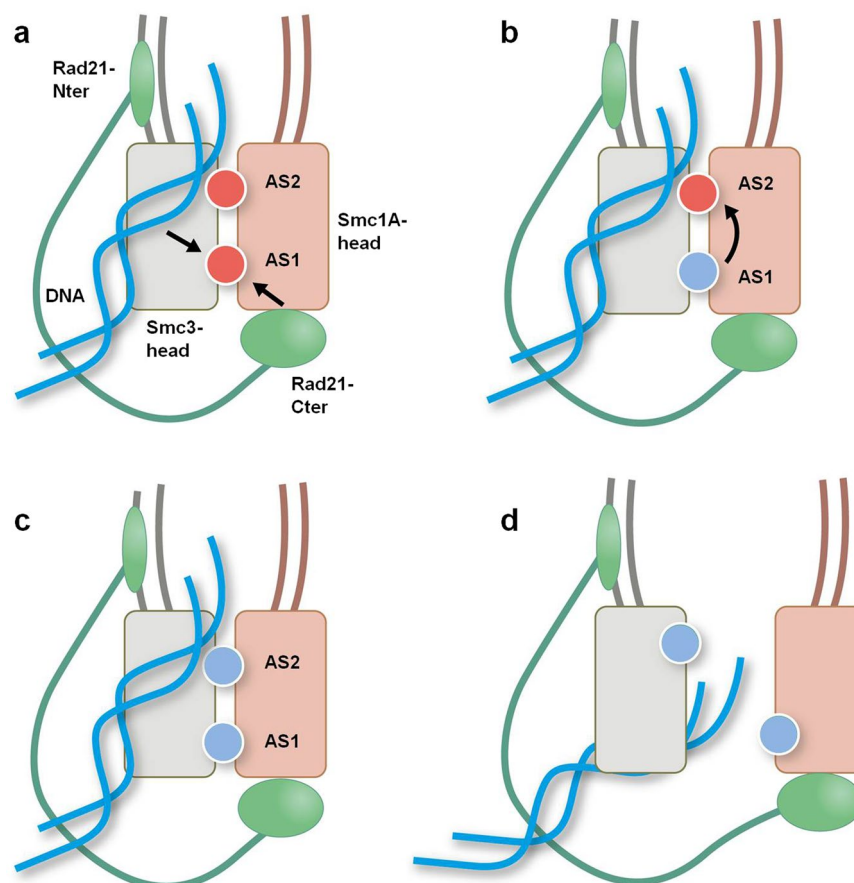 a
Rad21-
Nter
AS2
Smc1A-
head
AS1
DNA
Smc3-
head
Rad21-
Cter
b
AS2
AS1
c
AS2
AS1
d